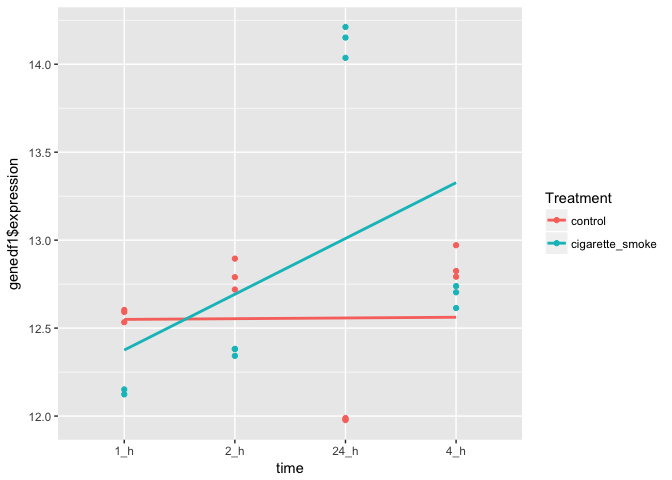 14.0
13.5
13.0
12.5
12.0
genedf1$expression
1_h
2_h
24_h
4_h
time
Treatment
control
cigarette_smoke